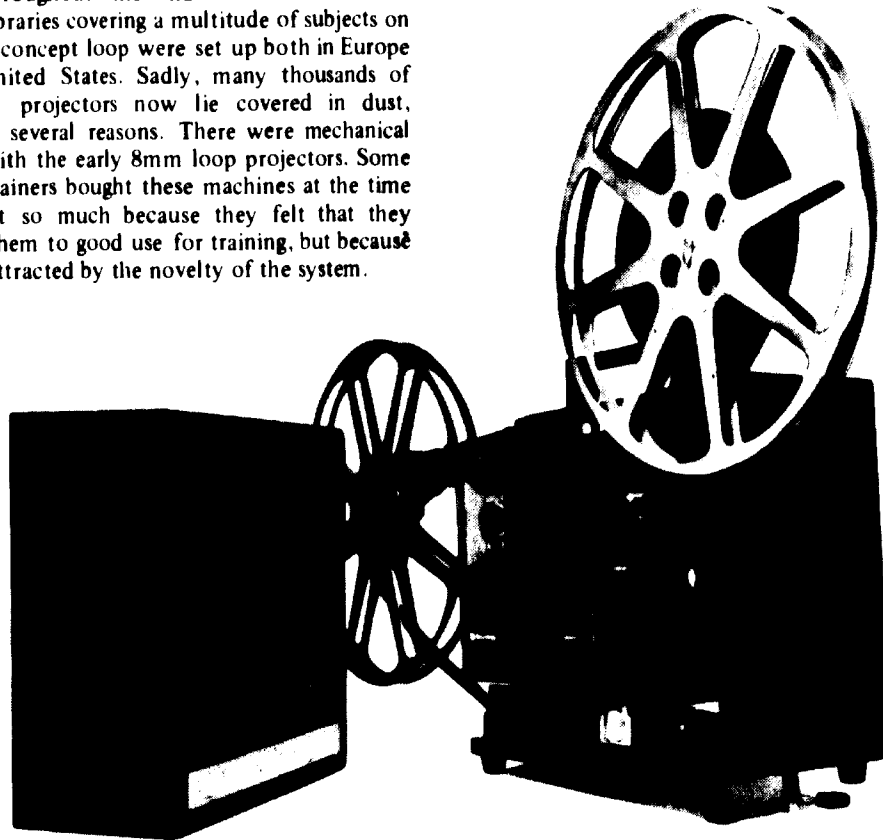 braries covering a multitude of subjects on
concept loop were set up both in Europe
nited States. Sadly, many thousands of
projectors now lie covered in dust,
several reasons. There were mechanical
ith the early 8mm loop projectors. Some
ainers bought these machines at the time
t so much because they felt that they
hem to good use for training, but because
ttracted by the novelty of the system.